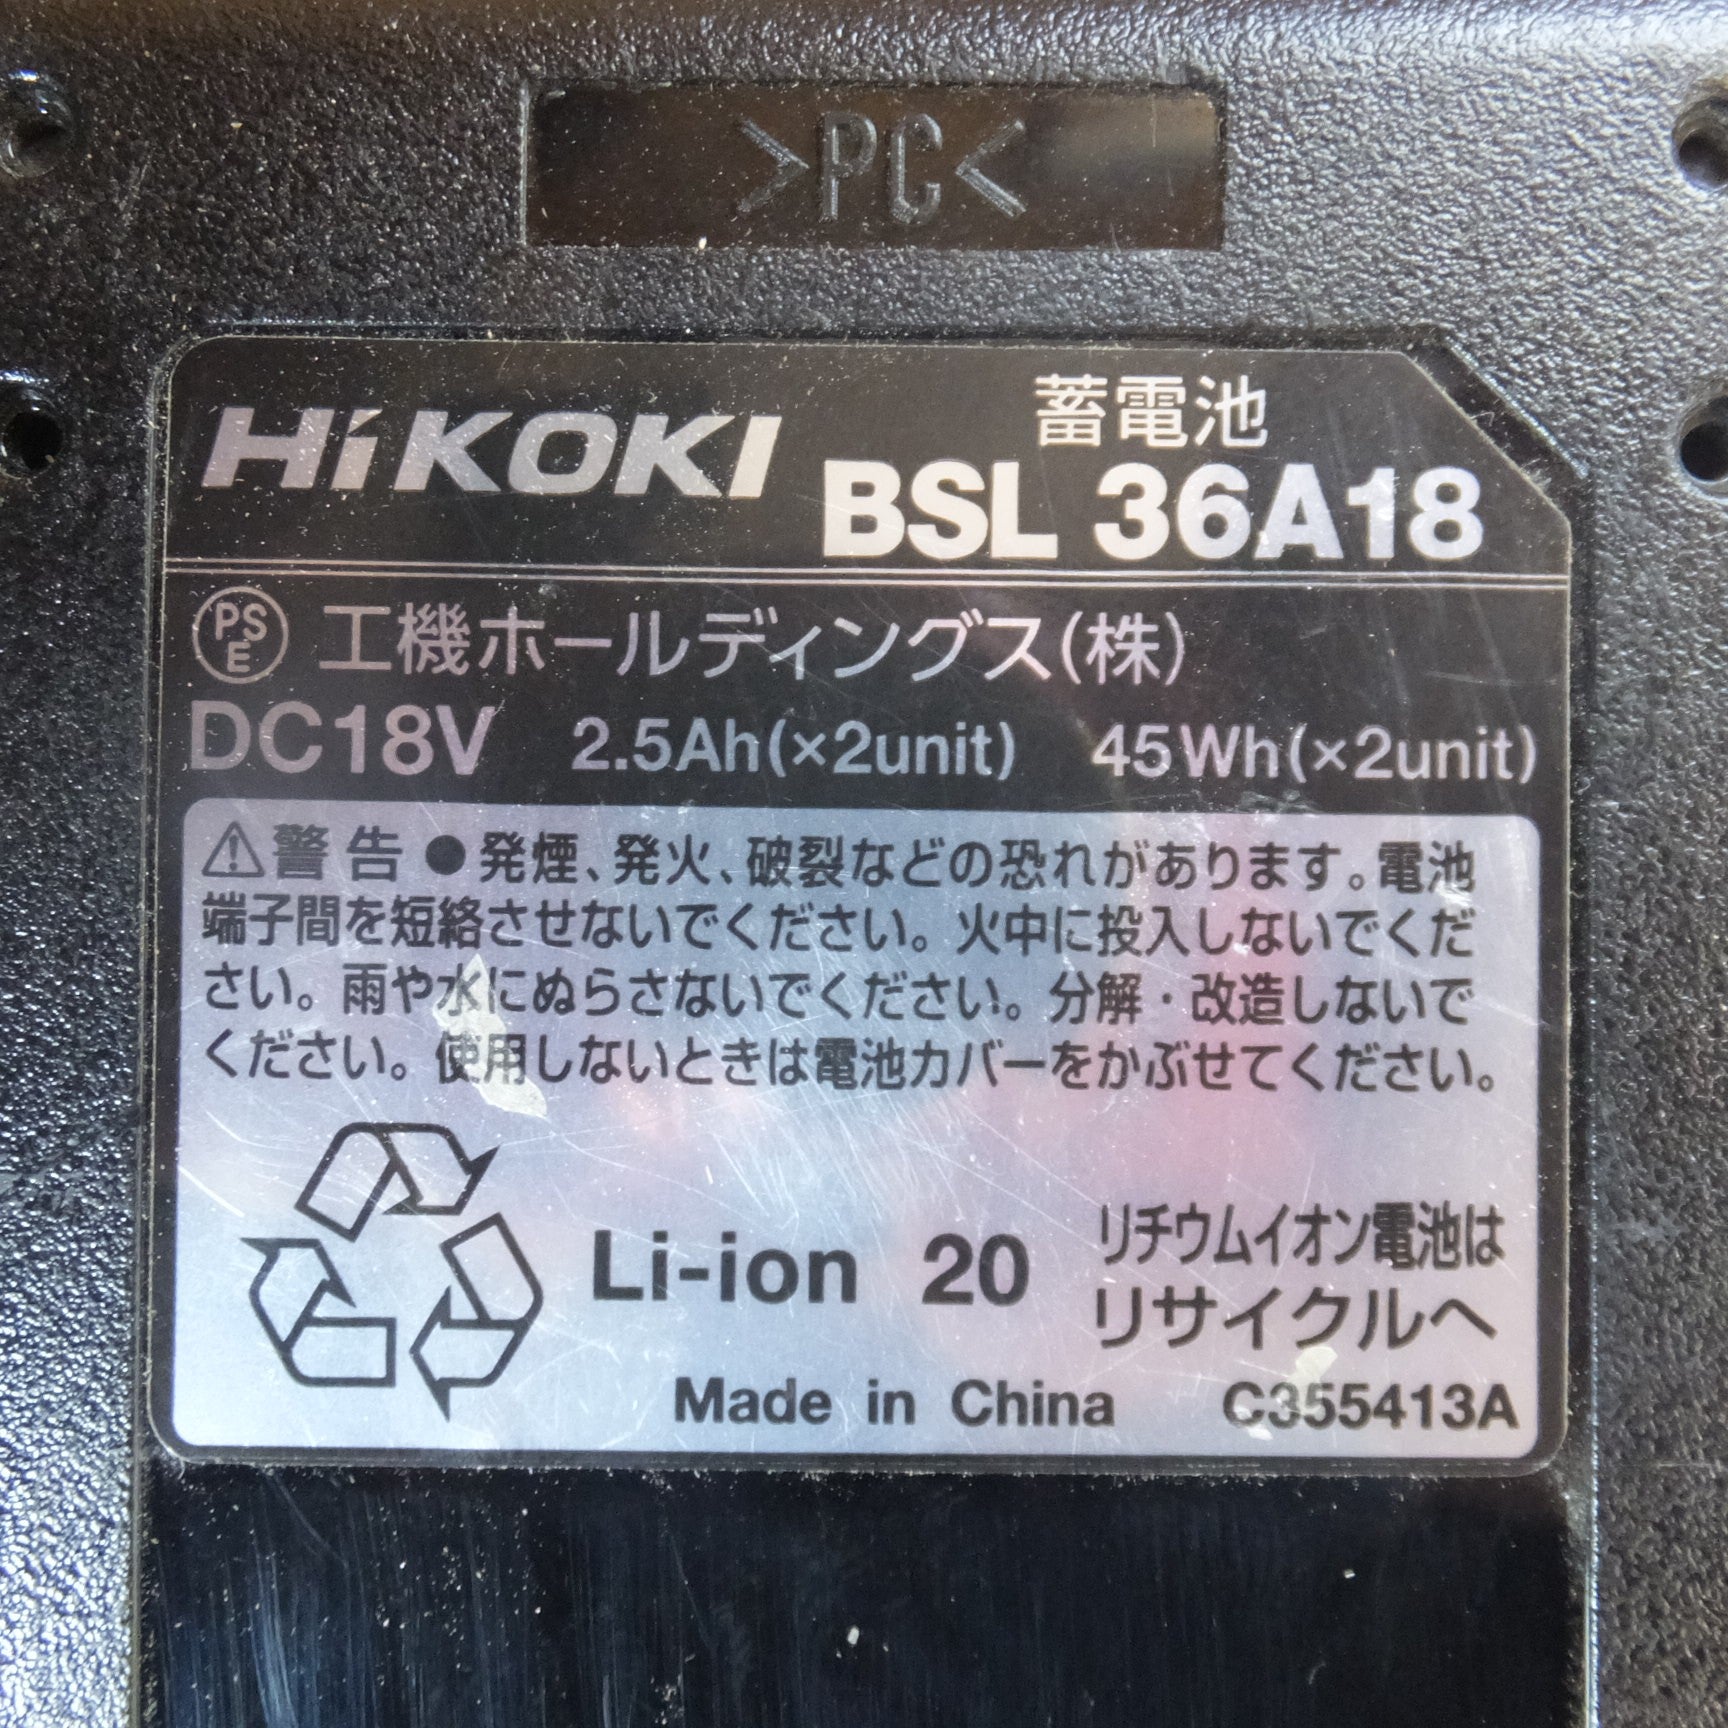 >PC<
HiKOKI
蓄電池
BSL 36A18
PSE 工機ホールディングス(株)
DC18V 2.5Ah(×2unit) 45Wh(×2unit)
⚠警告 ●発煙、発火、破裂などの恐れがあります。電池
端子間を短絡させないでください。火中に投入しないでくだ
さい。雨や水にぬらさないでください。分解・改造しないで
ください。使用しないときは電池カバーをかぶせてください。
リチウムイオン電池は
Li-ion 20
リサイクルへ
Made in China C355413A